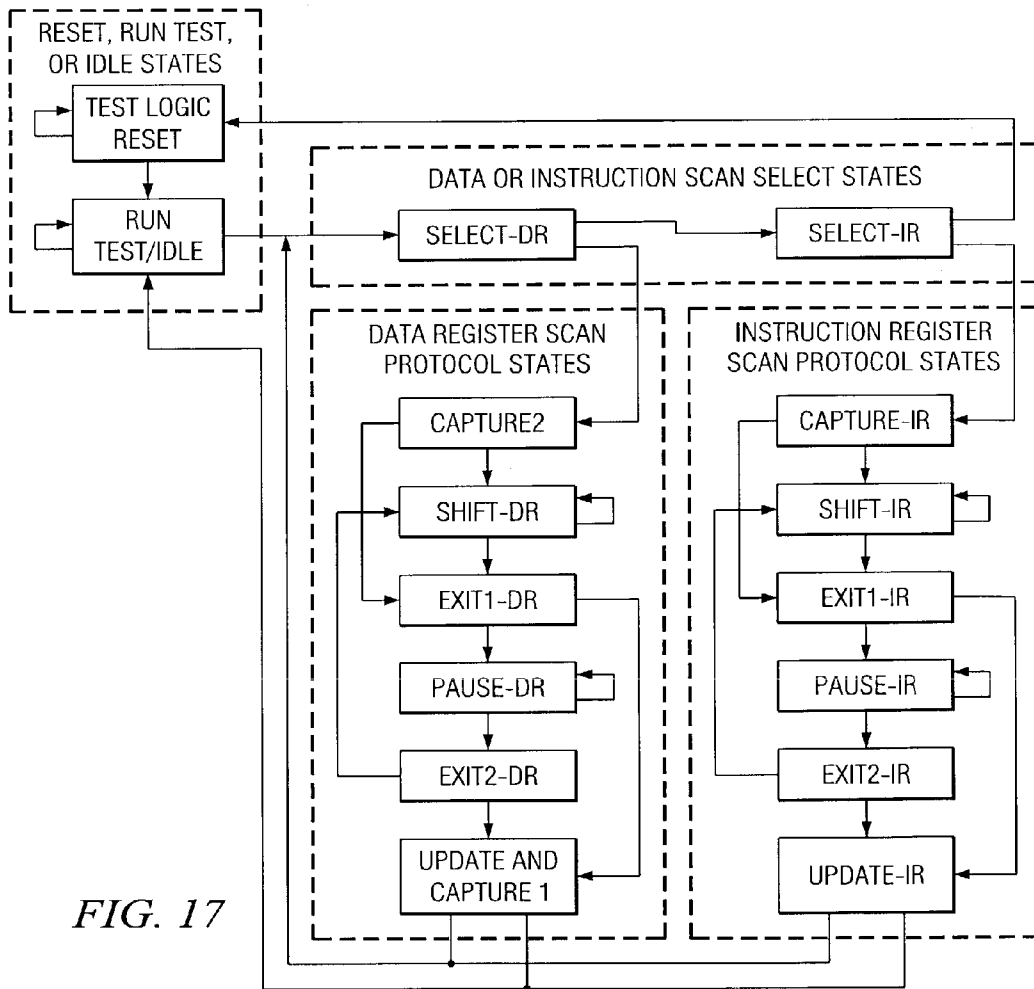 RESET, RUN TEST,
OR IDLE STATES
TEST LOGIC
RESET
RUN
TEST/IDLE
DATA OR INSTRUCTION SCAN SELECT STATES
SELECT-DR
SELECT-IR
DATA REGISTER SCAN
PROTOCOL STATES
CAPTURE2
SHIFT-DR
EXIT1-DR
PAUSE-DR
EXIT2-DR
UPDATE AND
CAPTURE 1
INSTRUCTION REGISTER
SCAN PROTOCOL STATES
CAPTURE-IR
SHIFT-IR
EXIT1-IR
PAUSE-IR
EXIT2-IR
UPDATE-IR
FIG. 17